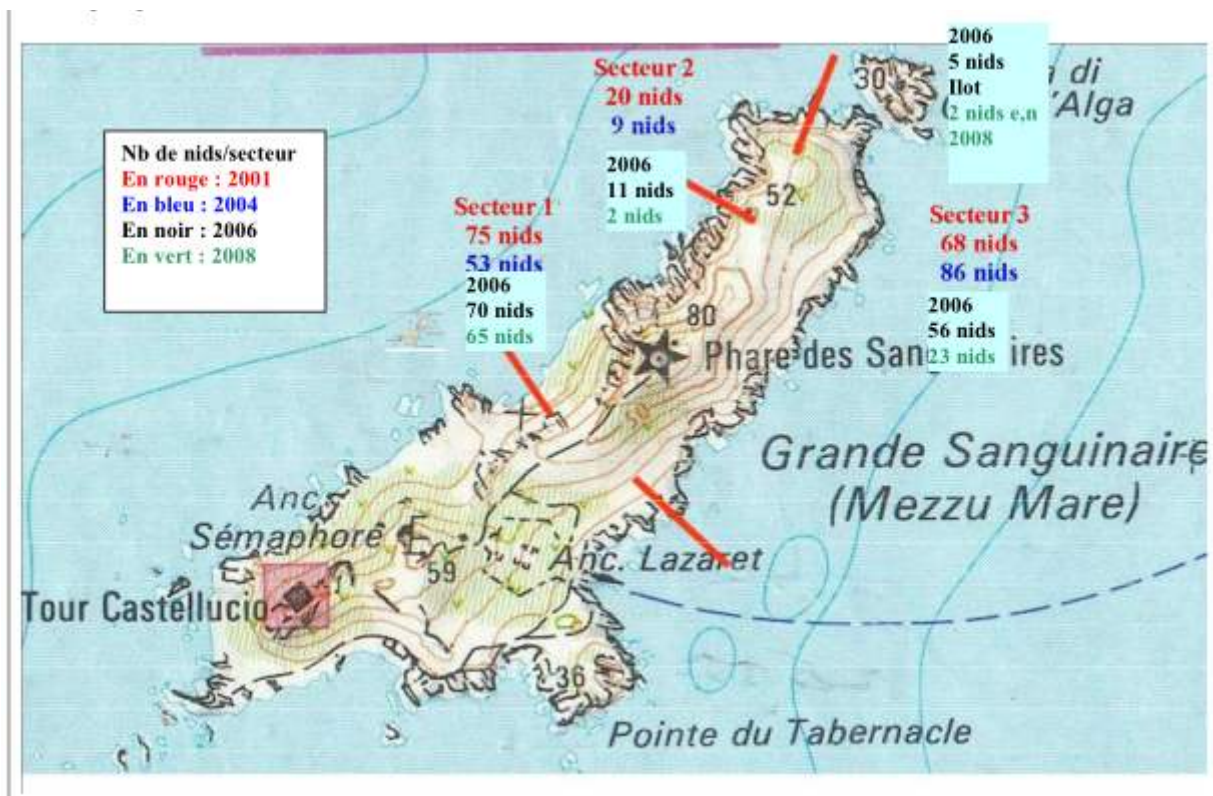 2006
5 nids
Ilot
2 nids e,n
2008
di
'Alga
30
Secteur 2
20 nids
9 nids
2006
11 nids
2 nids
52
Nb de nids/secteur
En rouge : 2001
En bleu : 2004
En noir : 2006
En vert : 2008
Secteur 1
75 nids
53 nids
2006
70 nids
65 nids
Secteur 3
68 nids
86 nids
2006
56 nids
23 nids
80
Phare des San ires
50
Grande Sanguinaire
(Mezzu Mare)
Anc.
Sémaphore
59
Anc. Lazaret
Tour Castellucio
36
Pointe du Tabernacle